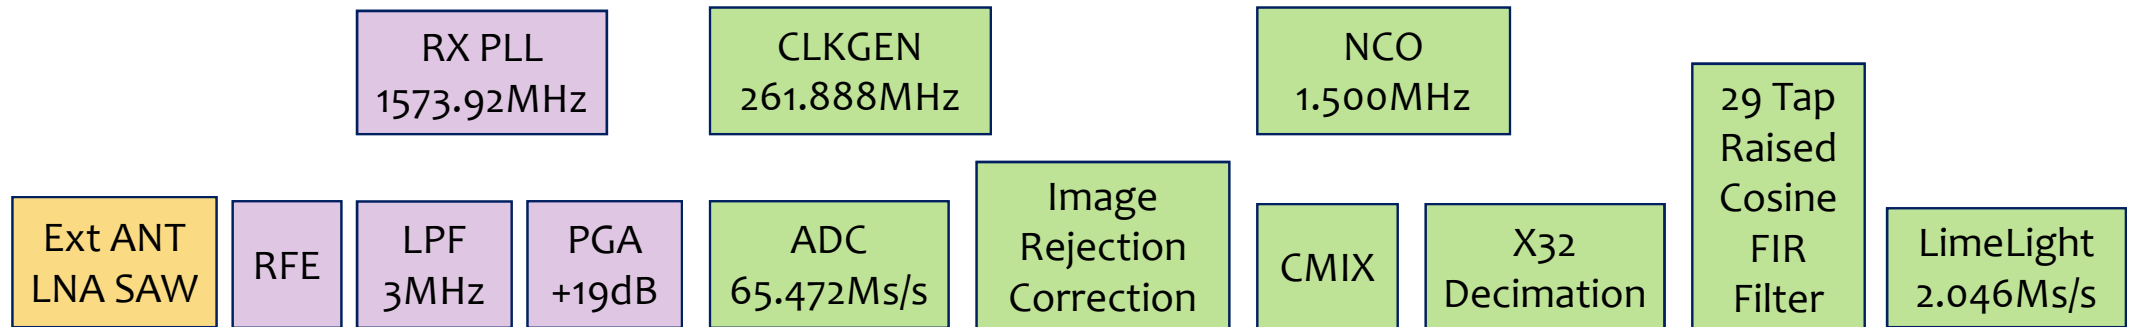 RX PLL
1573.92MHz
CLKGEN
261.888MHz
NCO
1.500MHz
Ext ANT
LNA SAW
RFE
LPF
3MHz
PGA
+19dB
ADC
65.472Ms/s
Image
Rejection
Correction
CMIX
X32
Decimation
29 Tap
Raised
Cosine
FIR
Filter
LimeLight
2.046Ms/s